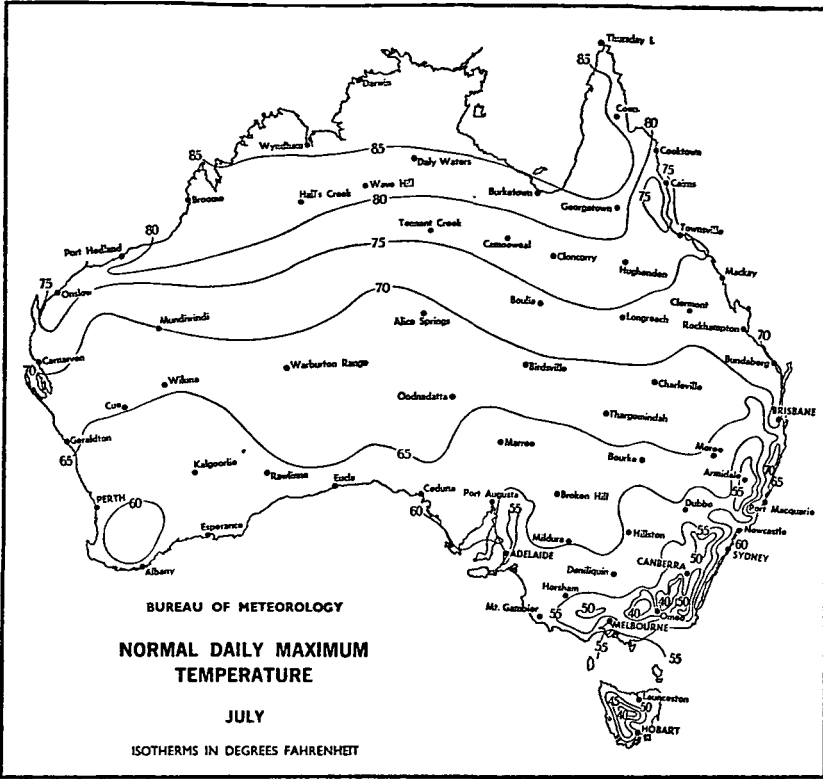 Thursday I.
85
Darwin
Coen
80
Wyndham
85
Cooktown
85
Daly Waters
75
Cairns
Wave Hill
Broome
Hall's Creek
80
Burketown
Georgetown
75
Tennant Creek
Townsville
80
Camooweal
Port Hedland
75
Cloncurry
Hughenden
Mackay
75
Onslow
70
Boulia
Clermont
Mundiwindi
Alice Springs
Longreach
Rockhampton
70
Carnarvon
Bundaberg
70
Warburton Range
Birdsville
Wiluna
Charleville
Cue
Oodnadatta
Thargomindah
BRISBANE
Geraldton
65
Marree
Moree
65
Bourke
Kalgoorlie
Rawlinna
Armidale
70
65
Eucla
Ceduna
Port Augusta
Broken Hill
55
PERTH
60
60
55
Dubbo
Port Macquarie
Esperance
Mildura
Hillston
55
Newcastle
60
ADELAIDE
50
SYDNEY
Albany
Deniliquin
CANBERRA
Horsham
40
50
Mt. Gambier
55
50
40
Omeo
MELBOURNE
55
55
Launceston
45
50
40
HOBART
BUREAU OF METEOROLOGY
NORMAL DAILY MAXIMUM
TEMPERATURE
JULY
ISOTHERMS IN DEGREES FAHRENHEIT